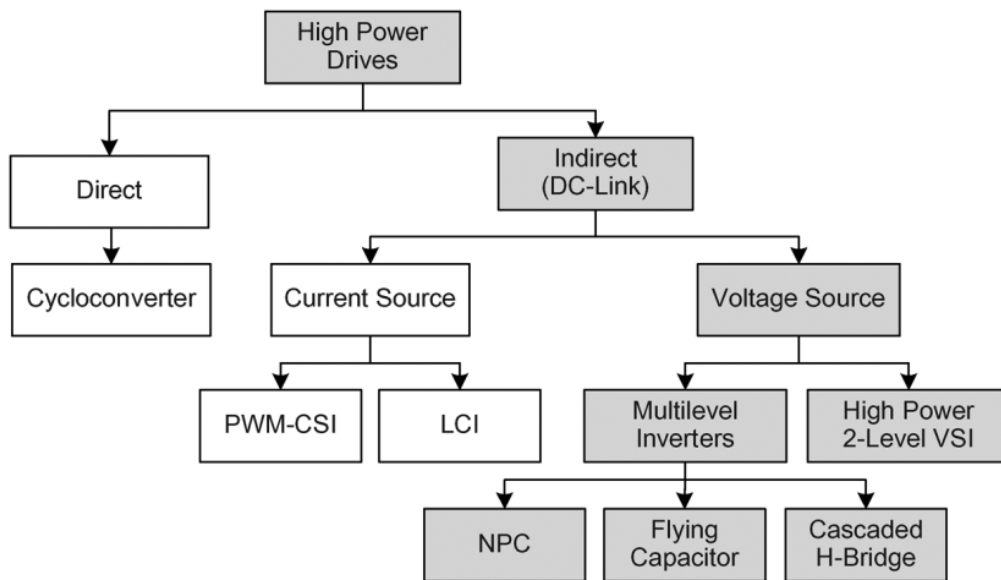 High Power
Drives
Direct
Indirect
(DC-Link)
Cycloconverter
Current Source
Voltage Source
PWM-CSI
LCI
Multilevel
Inverters
High Power
2-Level VSI
NPC
Flying
Capacitor
Cascaded
H-Bridge